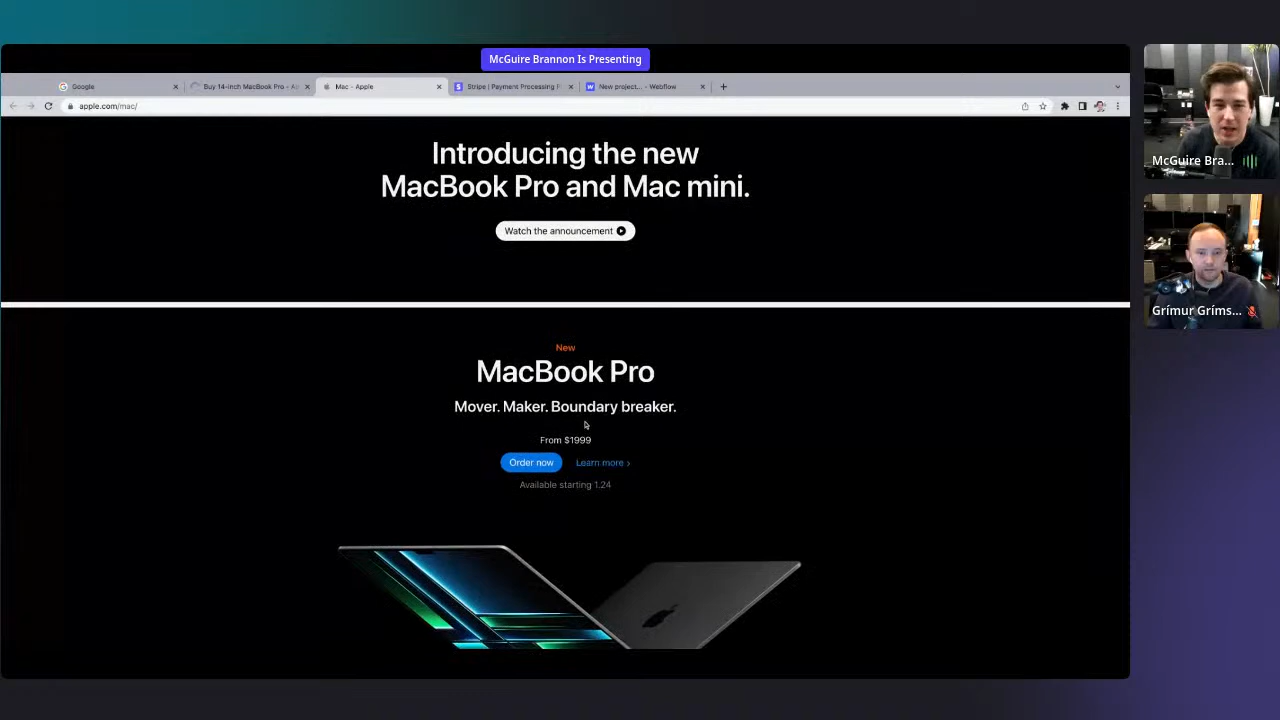 McGuire Brannon Is Presenting
Google
Buy 14-inch MacBook Pro - Ap
Mac - Apple
Stripe | Payment Processing P
New project... - Webflow
apple.com/mac/
Introducing the new
MacBook Pro and Mac mini.
Watch the announcement
New
MacBook Pro
Mover. Maker. Boundary breaker.
From $1999
Order now
Learn more >
Available starting 1.24
McGuire Bra...
Grímur Gríms...